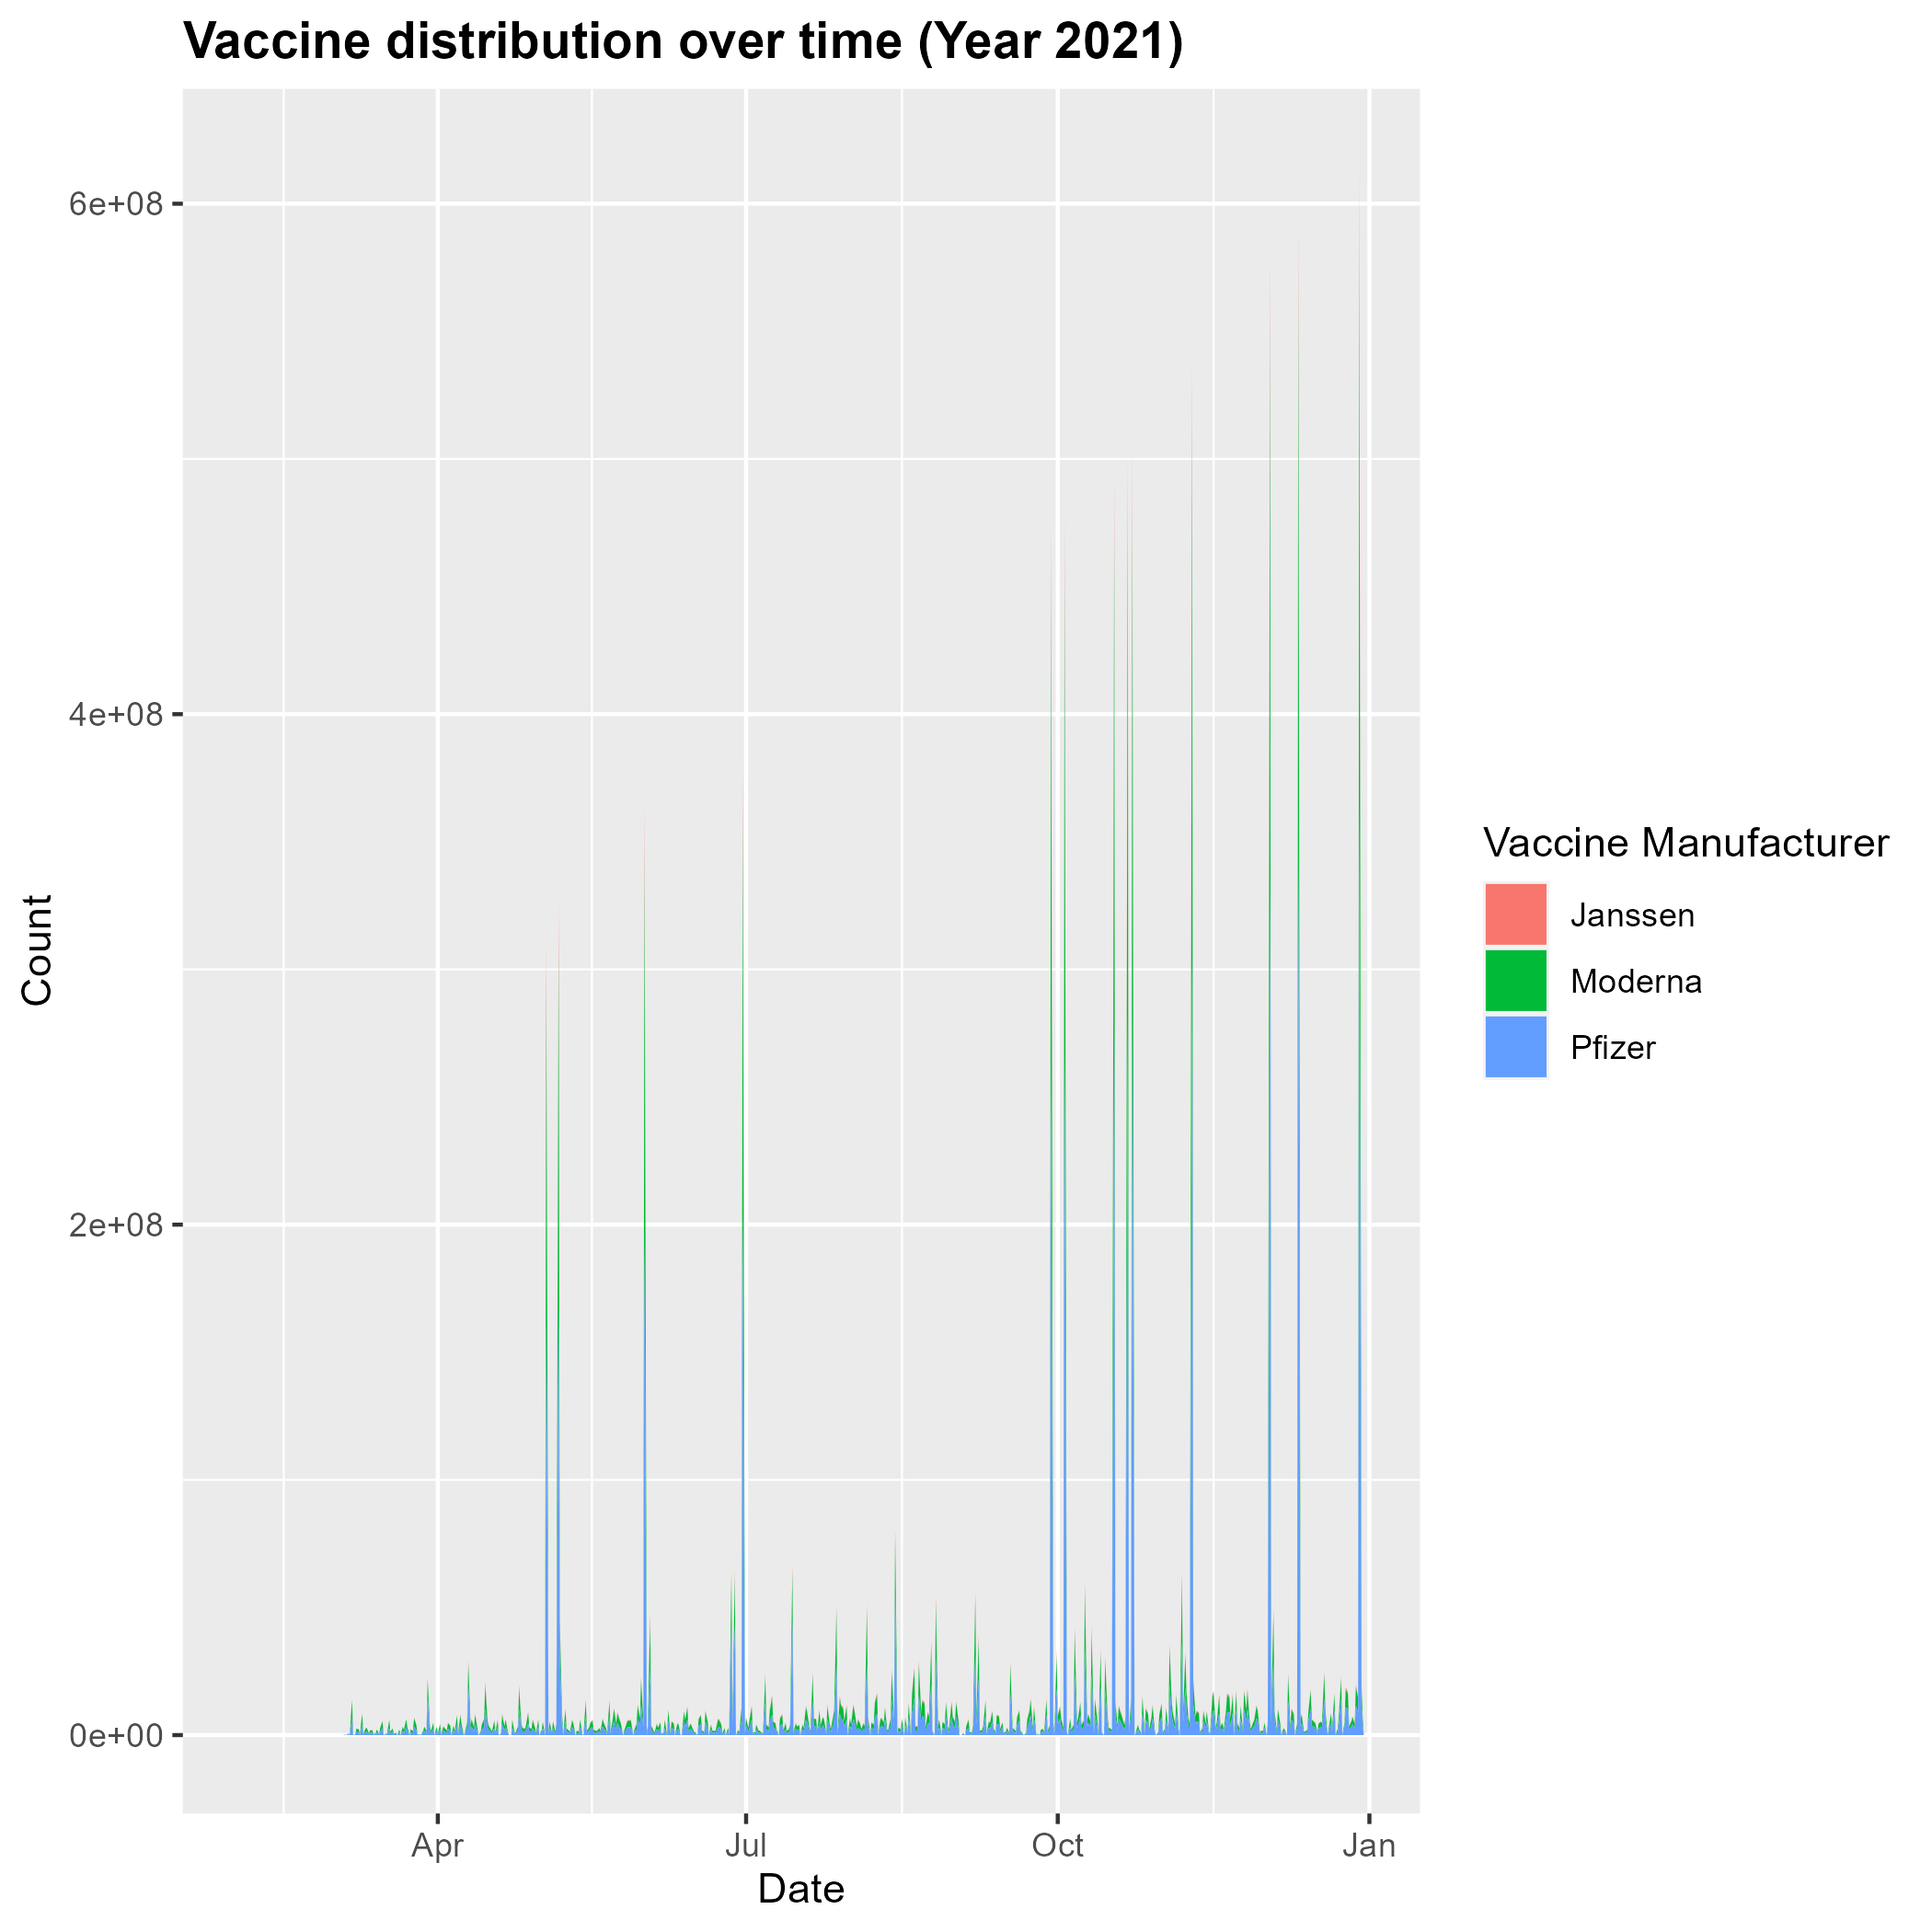 Vaccine distribution over time (Year 2021)
6e+08
4e+08
2e+08
0e+00
Count
Apr
Jul
Oct
Jan
Date
Vaccine Manufacturer
Janssen
Moderna
Pfizer